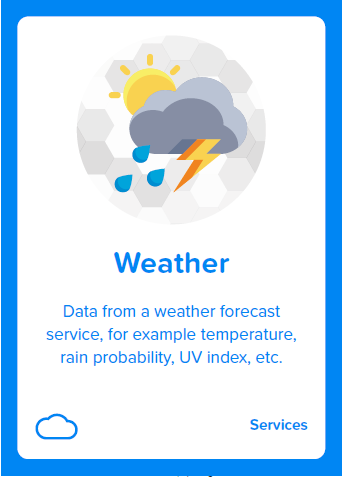 Weather
Data from a weather forecast
service, for example temperature,
rain probability, UV index, etc.
Services